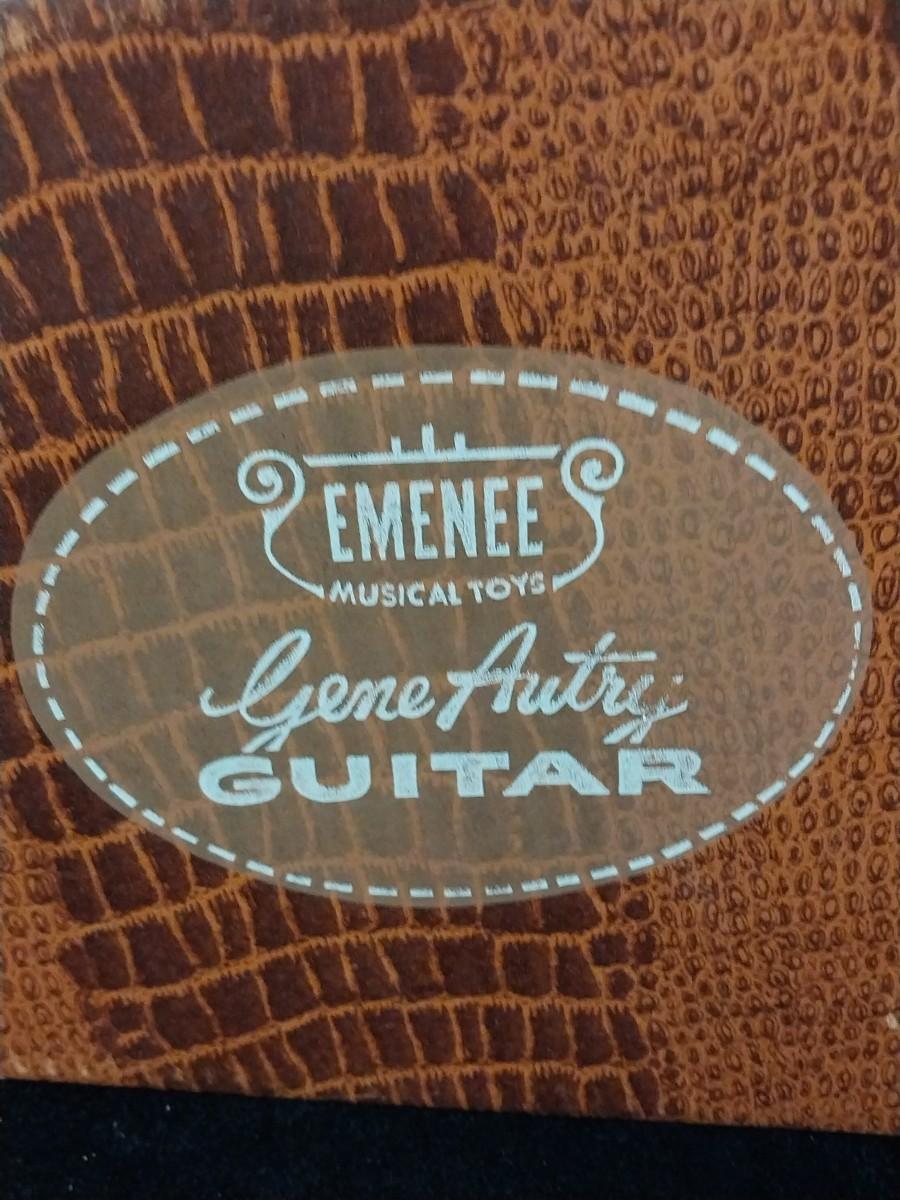 EMENEE
MUSICAL TOYS
Gene Autry
GUITAR